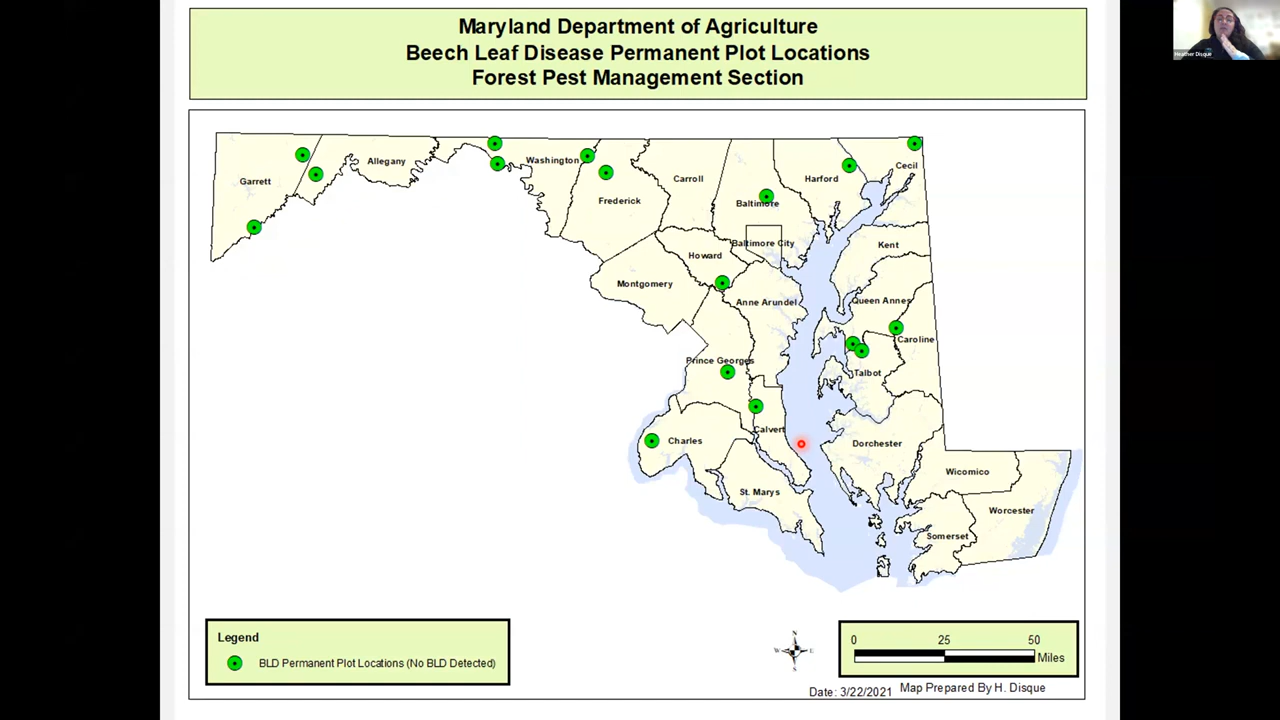 Maryland Department of Agriculture
Beech Leaf Disease Permanent Plot Locations
Forest Pest Management Section
Heather Disque
Garrett
Allegany
Washington
Frederick
Carroll
Baltimore
Harford
Cecil
Baltimore City
Howard
Montgomery
Kent
Anne Arundel
Queen Annes
Caroline
Prince Georges
Talbot
Calvert
Charles
Dorchester
St. Marys
Wicomico
Worcester
Somerset
Legend
BLD Permanent Plot Locations (No BLD Detected)
N
W E
S
0 25 50
Miles
Date: 3/22/2021 Map Prepared By H. Disque